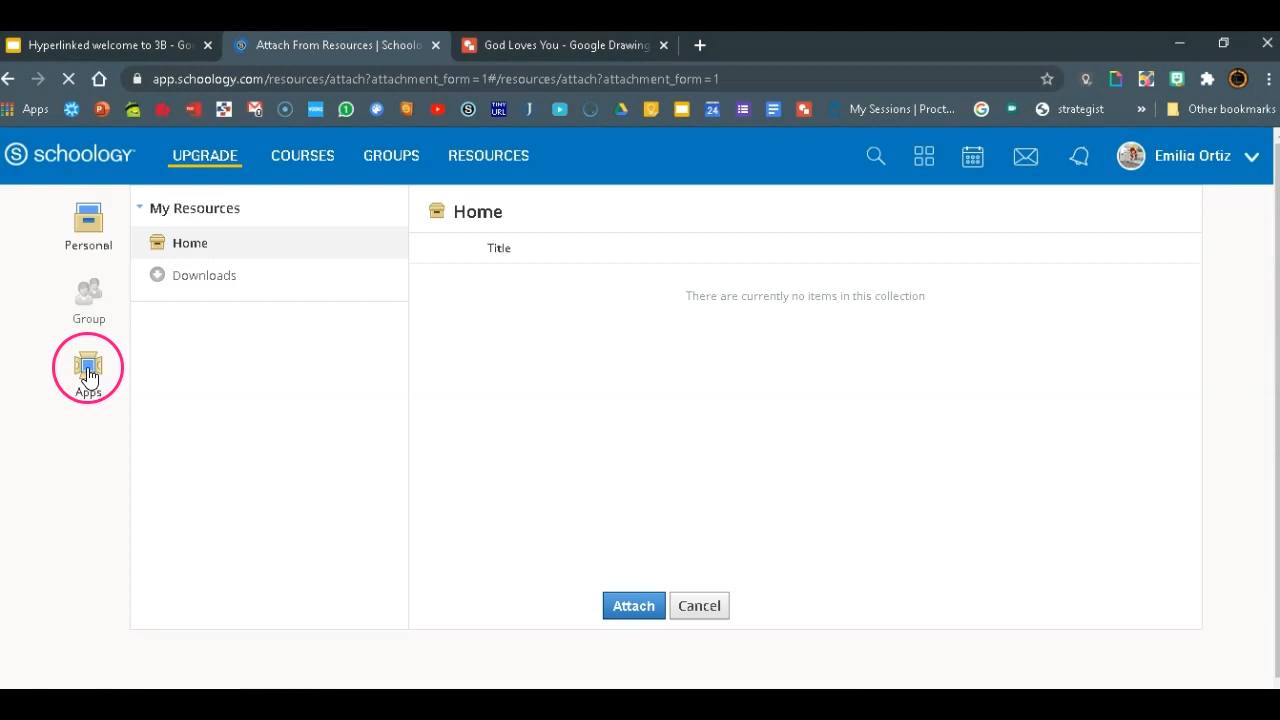 Hyperlinked welcome to 3B - Go
Attach From Resources | Schoolo
God Loves You - Google Drawing
app.schoology.com/resources/attach?attachment_form=1#/resources/attach?attachment_form=1
Apps
My Sessions | Proct...
strategist
»
Other bookmarks
schoology
UPGRADE
COURSES
GROUPS
RESOURCES
Emilia Ortiz
Personal
Group
Apps
My Resources
Home
Downloads
Home
Title
There are currently no items in this collection
Attach
Cancel